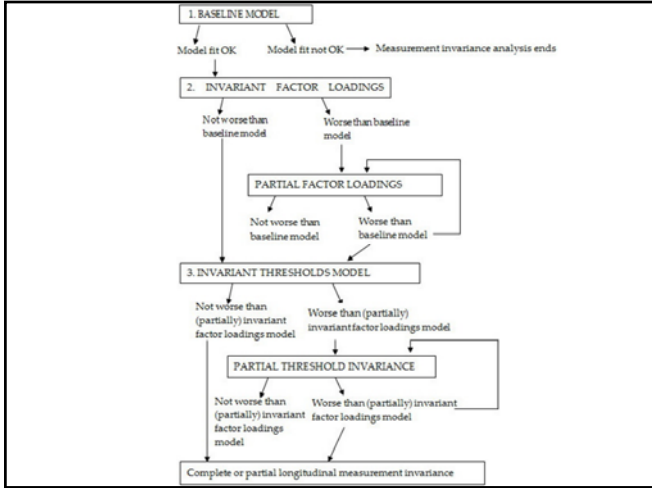 1. BASELINE MODEL
Model fit OK
Model fit not OK
Measurement invariance analysis ends
2. INVARIANT FACTOR LOADINGS
Not worse than
baseline model
Worse than baseline
model
PARTIAL FACTOR LOADINGS
Not worse than
baseline model
Worse than
baseline model
3. INVARIANT THRESHOLDS MODEL
Not worse than
(partially) invariant
factor loadings model
Worse than (partially)
invariant factor loadings model
PARTIAL THRESHOLD INVARIANCE
Not worse than
(partially) invariant
factor loadings
model
Worse than (partially) invariant
factor loadings model
Complete or partial longitudinal measurement invariance